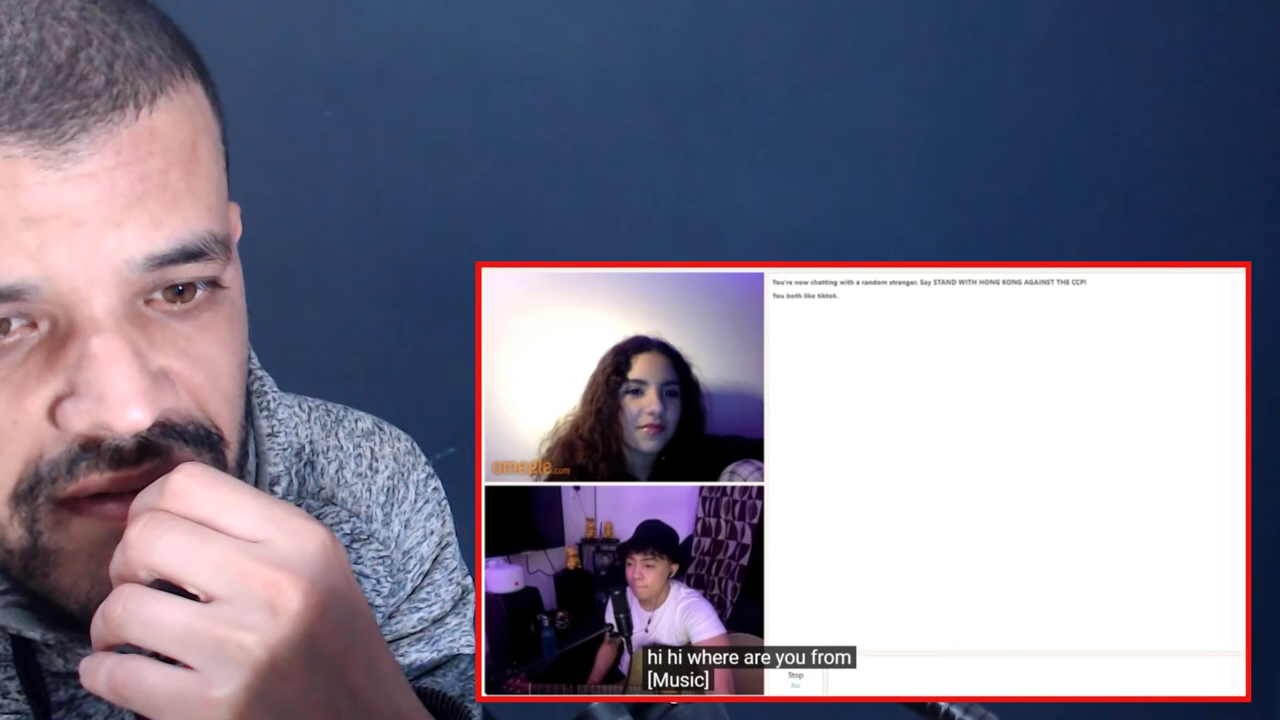 You're now chatting with a random stranger. Say STAND WITH HONG KONG AGAINST THE CCP!
You both like tiktok.
omegle.com
hi hi where are you from
[Music]
Stop
Esc